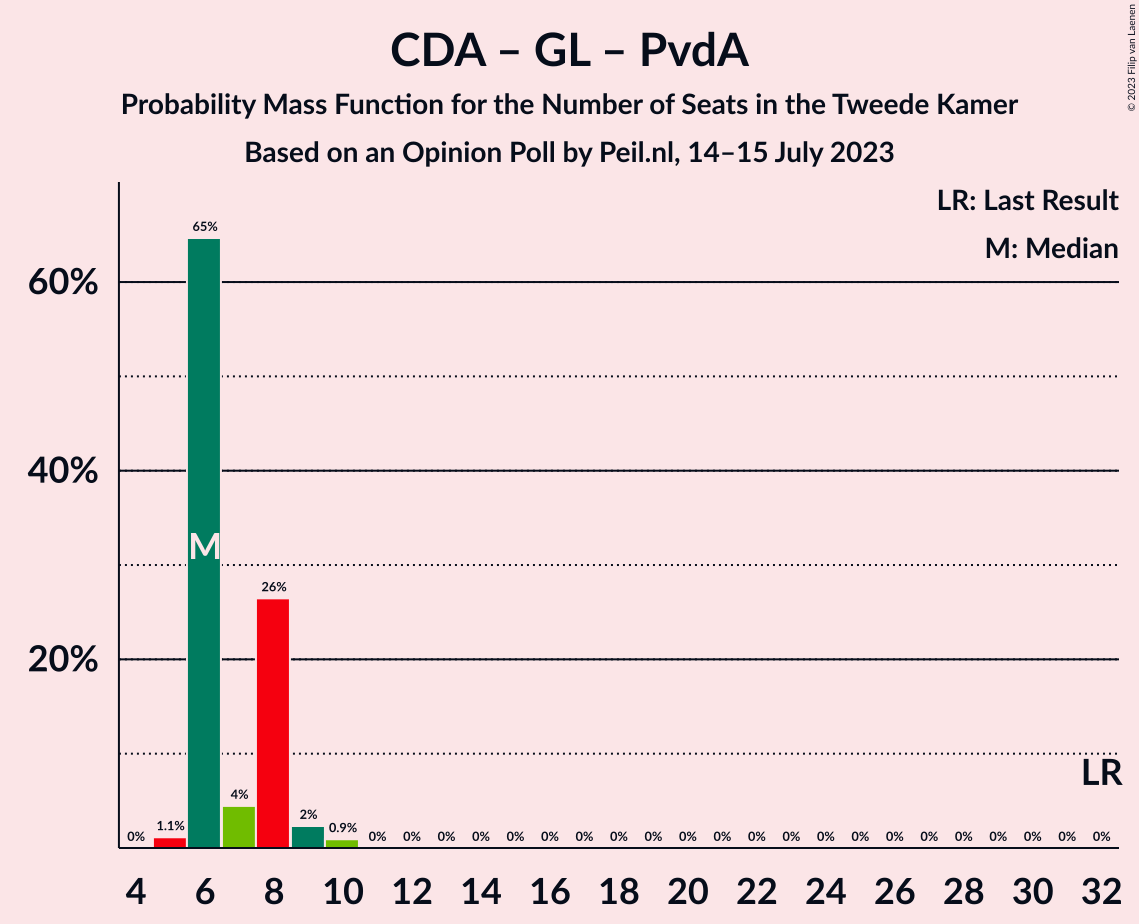 CDA – GL – PvdA
Probability Mass Function for the Number of Seats in the Tweede Kamer
Based on an Opinion Poll by Peil.nl, 14–15 July 2023
© 2023 Filip van Laenen
LR: Last Result
M: Median
60%
40%
20%
65%
M
26%
LR
0% 1.1% 4% 2% 0.9% 0% 0% 0% 0% 0% 0% 0% 0% 0% 0% 0% 0% 0% 0% 0% 0% 0% 0% 0% 0% 0% 0%
4 6 8 10 12 14 16 18 20 22 24 26 28 30 32